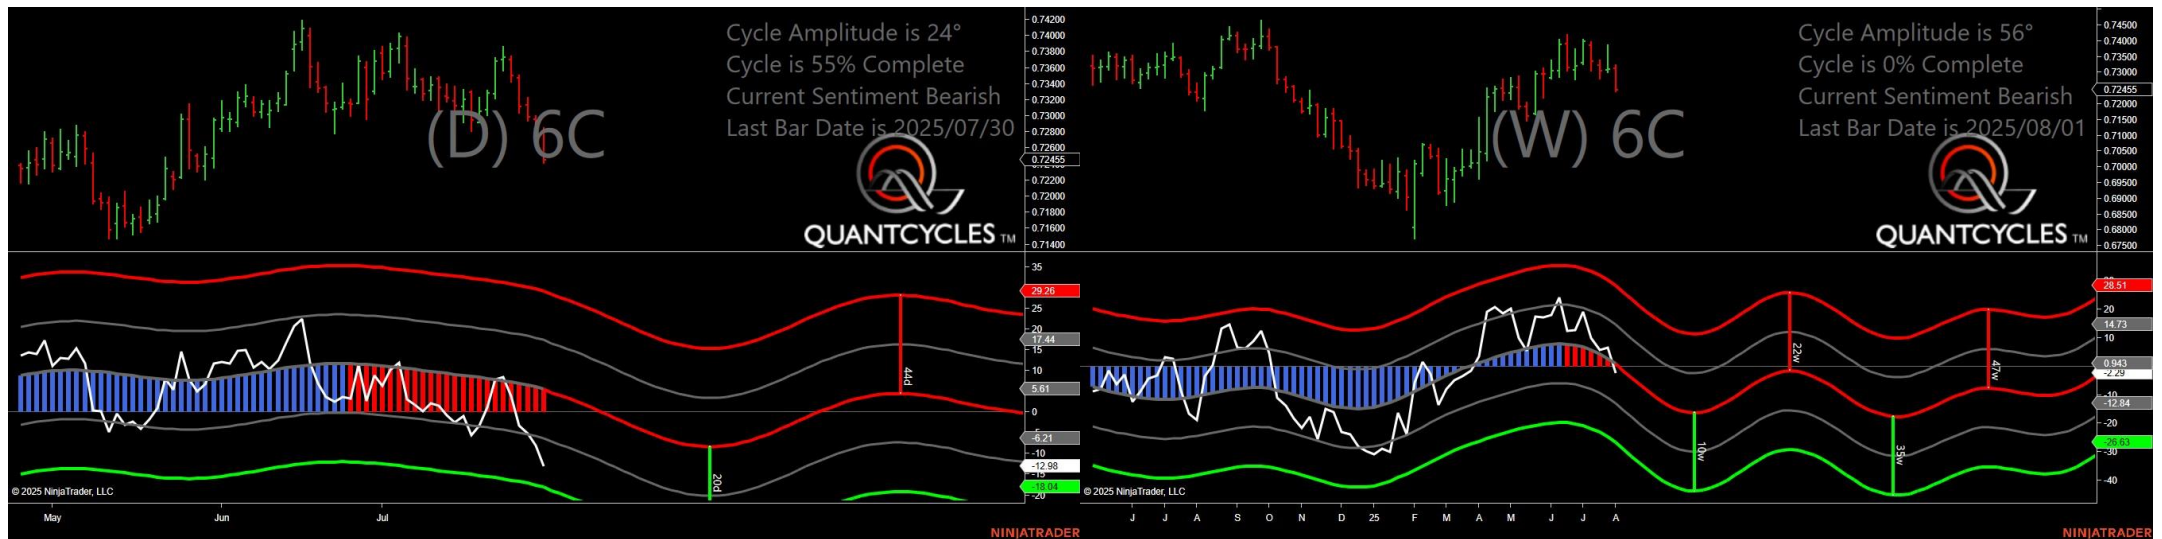 Cycle Amplitude is 24°
Cycle is 55% Complete
Current Sentiment Bearish
Last Bar Date is 2025/07/30
(D) 6C
QUANTCYCLES TM
0.74200
0.74000
0.73800
0.73600
0.73400
0.73200
0.73000
0.72800
0.72600
0.72455
0.72200
0.72000
0.71800
0.71600
0.71400
35
29.26
25
20
17.44
15
10
5.61
0
-6.21
-10
-12.98
-18.04
-20
44d
20d
© 2025 NinjaTrader, LLC
May Jun Jul
NINJATRADER
Cycle Amplitude is 56°
Cycle is 0% Complete
Current Sentiment Bearish
Last Bar Date is 2025/08/01
(W) 6C
QUANTCYCLES TM
0.74500
0.74000
0.73500
0.73000
0.72455
0.72000
0.71500
0.71000
0.70500
0.70000
0.69500
0.69000
0.68500
0.68000
0.67500
28.51
20
14.73
10
0.943
-2.29
-12.84
-20
-26.63
-30
-40
22w
47w
10w
35w
© 2025 NinjaTrader, LLC
J J A S O N D 25 F M A M J J A
NINJATRADER